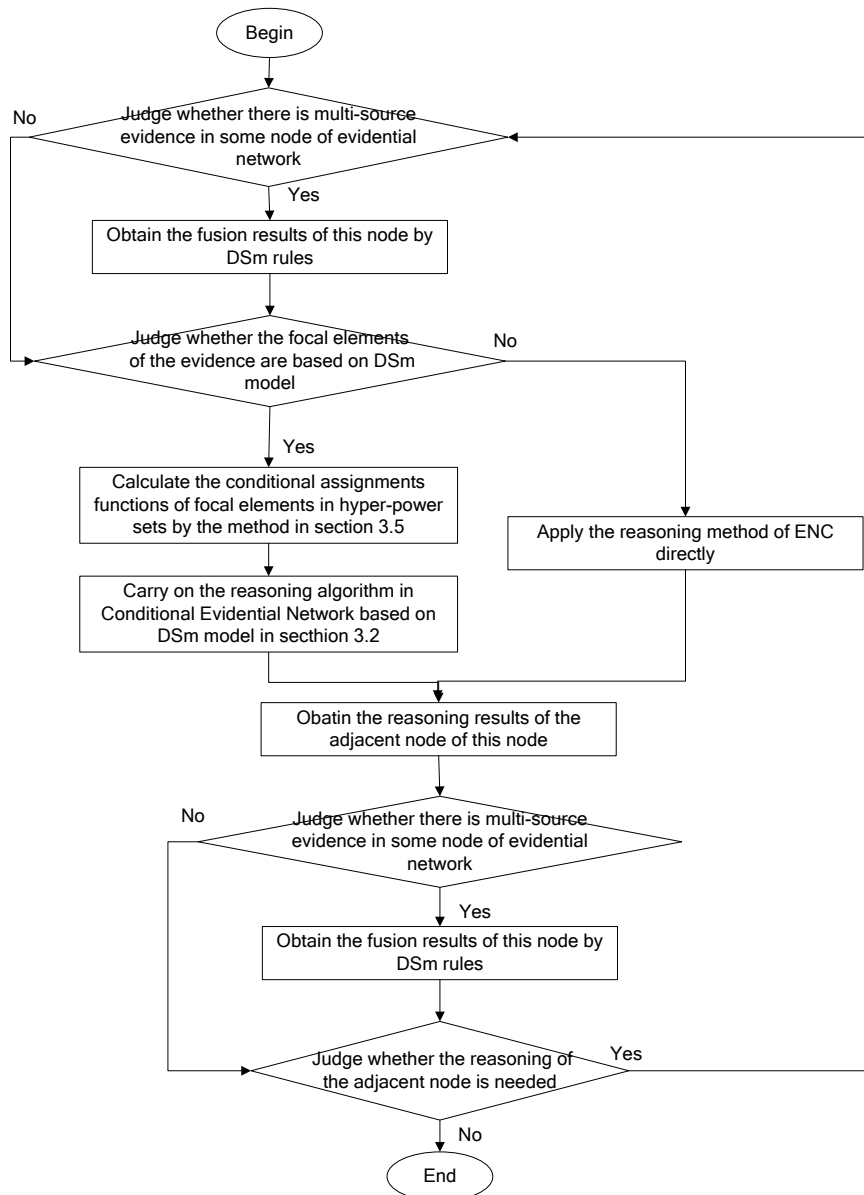 Begin
Judge whether there is multi-source
evidence in some node of evidential
network
No
Yes
Obtain the fusion results of this node by
DSm rules
Judge whether the focal elements
of the evidence are based on DSm
model
No
Yes
Calculate the conditional assignments
functions of focal elements in hyper-power
sets by the method in section 3.5
Apply the reasoning method of ENC
directly
Carry on the reasoning algorithm in
Conditional Evidential Network based on
DSm model in secthion 3.2
Obatin the reasoning results of the
adjacent node of this node
No
Judge whether there is multi-source
evidence in some node of evidential
network
Yes
Obtain the fusion results of this node by
DSm rules
Judge whether the reasoning of
the adjacent node is needed
Yes
No
End